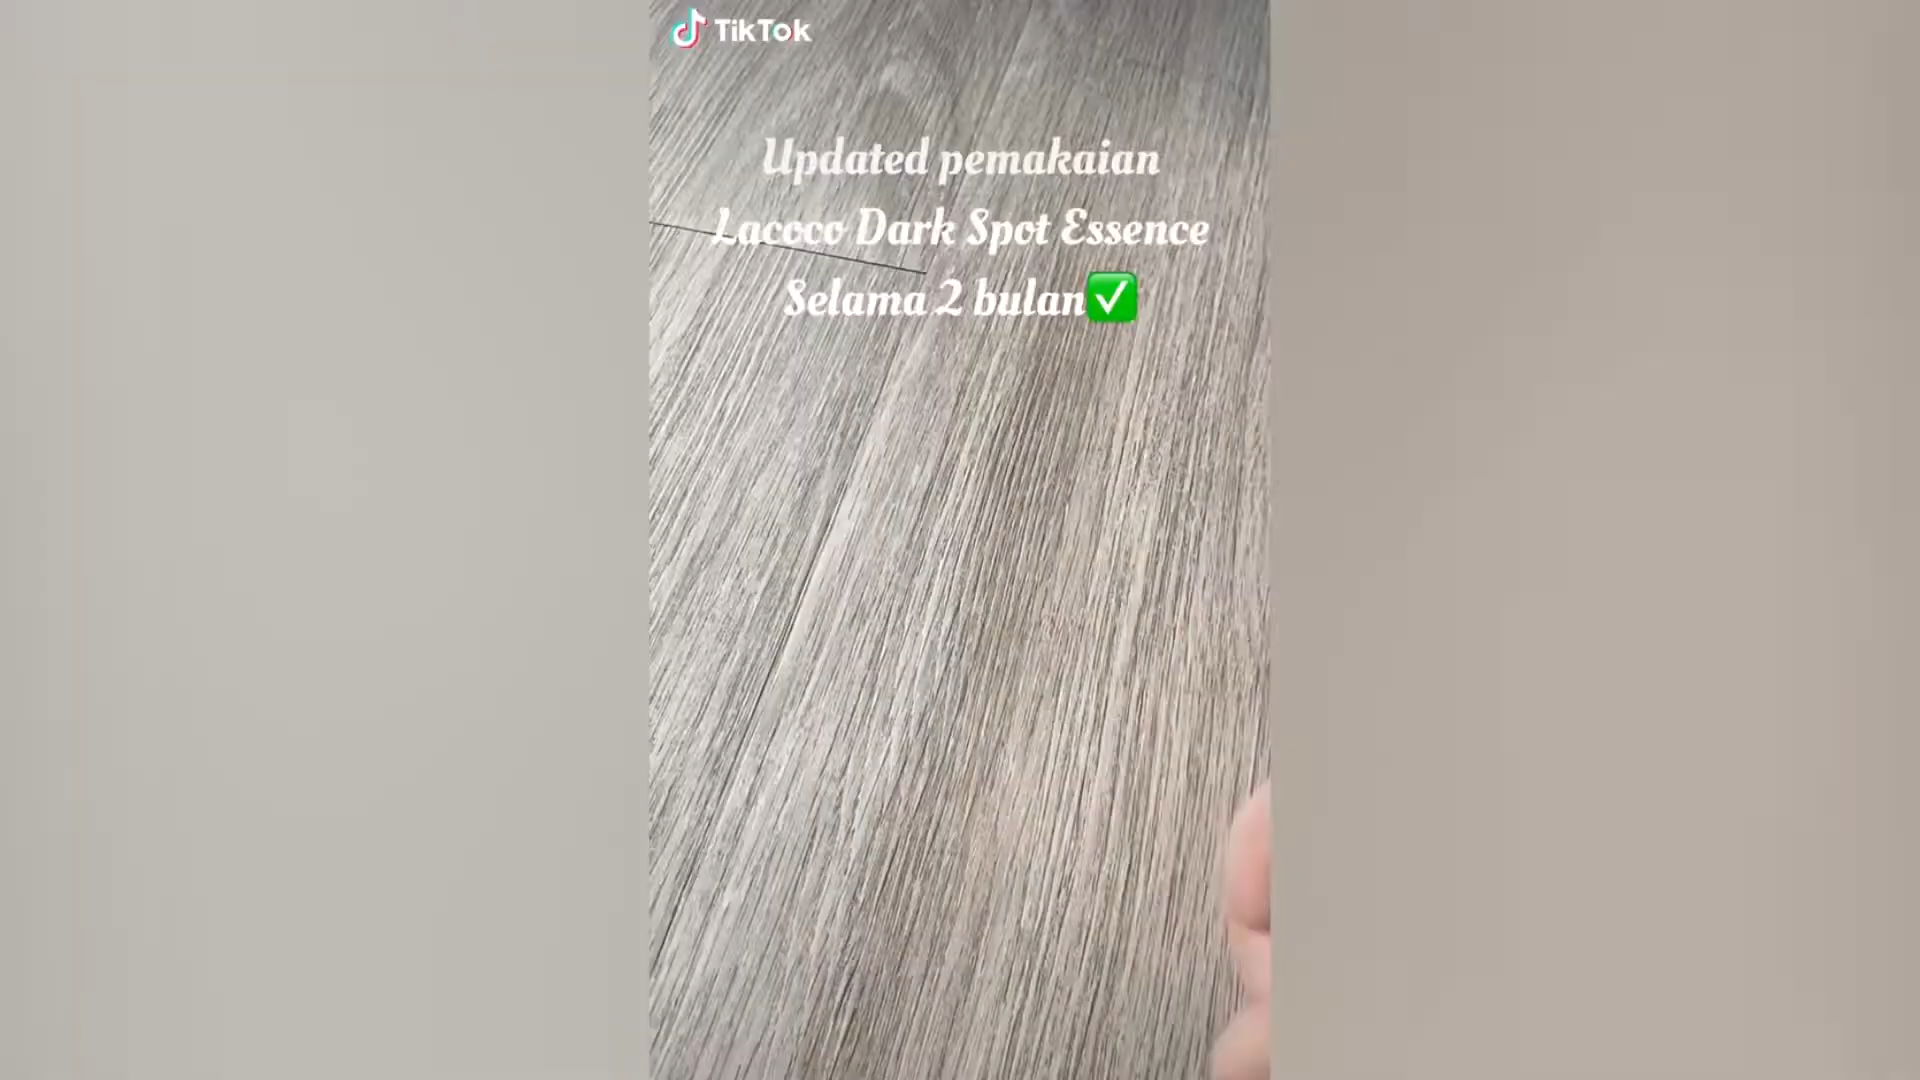 TikTok
Updated pemakaian
Lacoco Dark Spot Essence
Selama 2 bulan✅